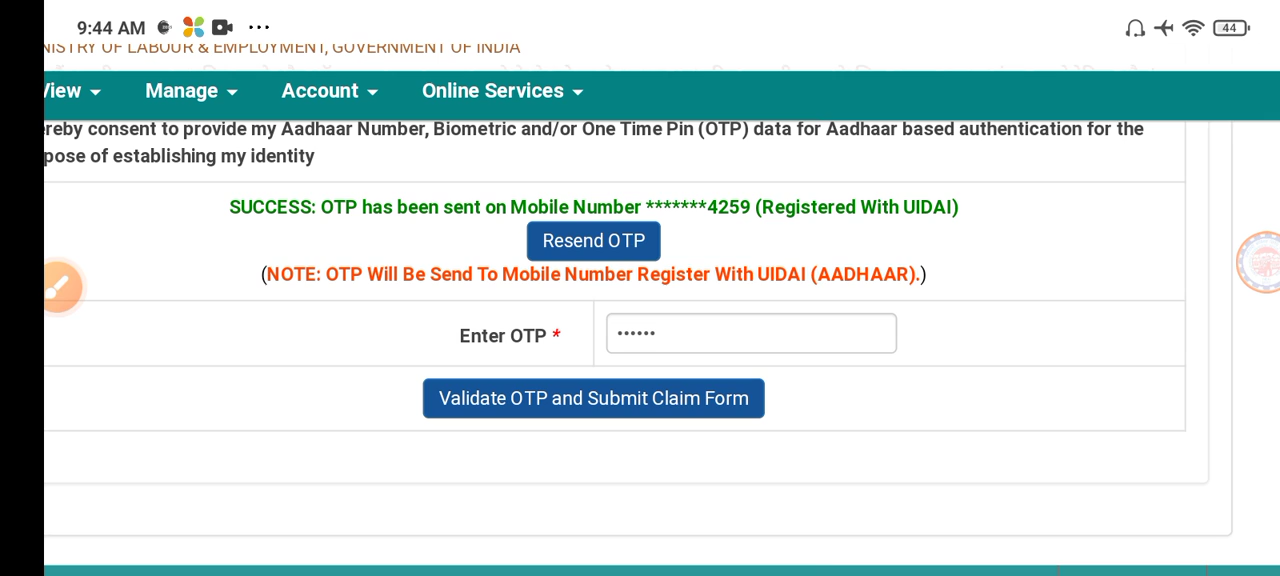 9:44 AM
44
NISTRY OF LABOUR & EMPLOYMENT, GOVERNMENT OF INDIA
View
Manage
Account
Online Services
ereby consent to provide my Aadhaar Number, Biometric and/or One Time Pin (OTP) data for Aadhaar based authentication for the
pose of establishing my identity
SUCCESS: OTP has been sent on Mobile Number *******4259 (Registered With UIDAI)
Resend OTP
(NOTE: OTP Will Be Send To Mobile Number Register With UIDAI (AADHAAR).)
Enter OTP *
••••••
Validate OTP and Submit Claim Form